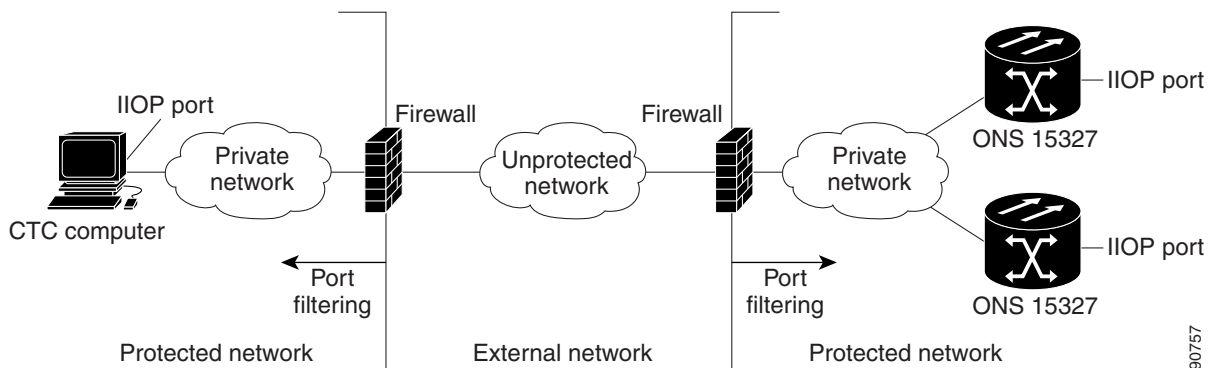 IIOP port
Private
network
CTC computer
Firewall
Port
filtering
Unprotected
network
Firewall
Port
filtering
Private
network
IIOP port
ONS 15327
IIOP port
ONS 15327
Protected network
External network
Protected network
90757